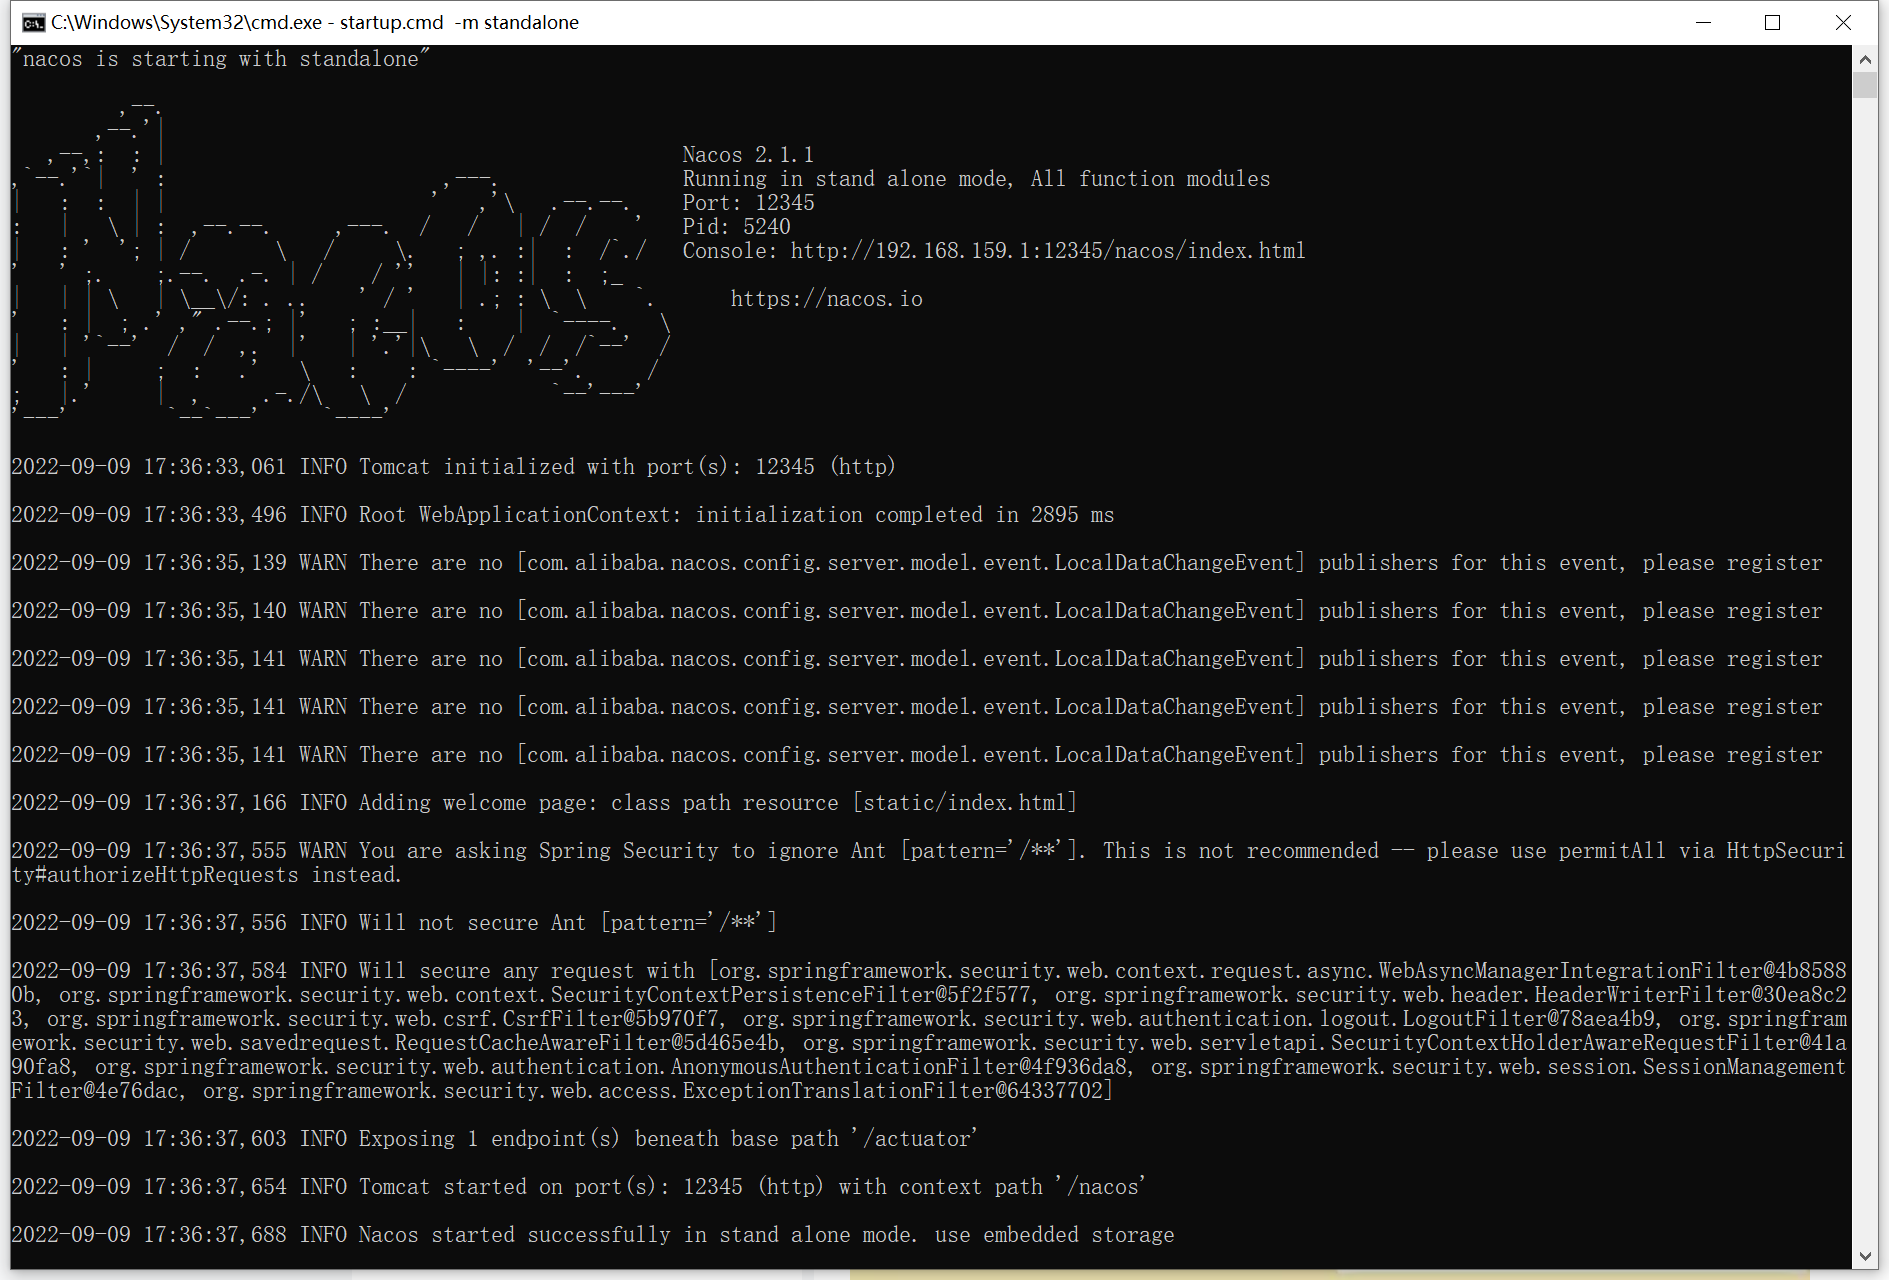 C:\Windows\System32\cmd.exe - startup.cmd  -m standalone
"nacos is starting with standalone"
Nacos 2.1.1
Running in stand alone mode, All function modules
Port: 12345
Pid: 5240
Console: http://192.168.159.1:12345/nacos/index.html
https://nacos.io
2022-09-09 17:36:33,061 INFO Tomcat initialized with port(s): 12345 (http)
2022-09-09 17:36:33,496 INFO Root WebApplicationContext: initialization completed in 2895 ms
2022-09-09 17:36:35,139 WARN There are no [com.alibaba.nacos.config.server.model.event.LocalDataChangeEvent] publishers for this event, please register
2022-09-09 17:36:35,140 WARN There are no [com.alibaba.nacos.config.server.model.event.LocalDataChangeEvent] publishers for this event, please register
2022-09-09 17:36:35,141 WARN There are no [com.alibaba.nacos.config.server.model.event.LocalDataChangeEvent] publishers for this event, please register
2022-09-09 17:36:35,141 WARN There are no [com.alibaba.nacos.config.server.model.event.LocalDataChangeEvent] publishers for this event, please register
2022-09-09 17:36:35,141 WARN There are no [com.alibaba.nacos.config.server.model.event.LocalDataChangeEvent] publishers for this event, please register
2022-09-09 17:36:37,166 INFO Adding welcome page: class path resource [static/index.html]
2022-09-09 17:36:37,555 WARN You are asking Spring Security to ignore Ant [pattern='/**']. This is not recommended -- please use permitAll via HttpSecuri
ty#authorizeHttpRequests instead.
2022-09-09 17:36:37,556 INFO Will not secure Ant [pattern='/**']
2022-09-09 17:36:37,584 INFO Will secure any request with [org.springframework.security.web.context.request.async.WebAsyncManagerIntegrationFilter@4b8588
0b, org.springframework.security.web.context.SecurityContextPersistenceFilter@5f2f577, org.springframework.security.web.header.HeaderWriterFilter@30ea8c2
3, org.springframework.security.web.csrf.CsrfFilter@5b970f7, org.springframework.security.web.authentication.logout.LogoutFilter@78aea4b9, org.springfram
ework.security.web.savedrequest.RequestCacheAwareFilter@5d465e4b, org.springframework.security.web.servletapi.SecurityContextHolderAwareRequestFilter@41a
90fa8, org.springframework.security.web.authentication.AnonymousAuthenticationFilter@4f936da8, org.springframework.security.web.session.SessionManagement
Filter@4e76dac, org.springframework.security.web.access.ExceptionTranslationFilter@64337702]
2022-09-09 17:36:37,603 INFO Exposing 1 endpoint(s) beneath base path '/actuator'
2022-09-09 17:36:37,654 INFO Tomcat started on port(s): 12345 (http) with context path '/nacos'
2022-09-09 17:36:37,688 INFO Nacos started successfully in stand alone mode. use embedded storage